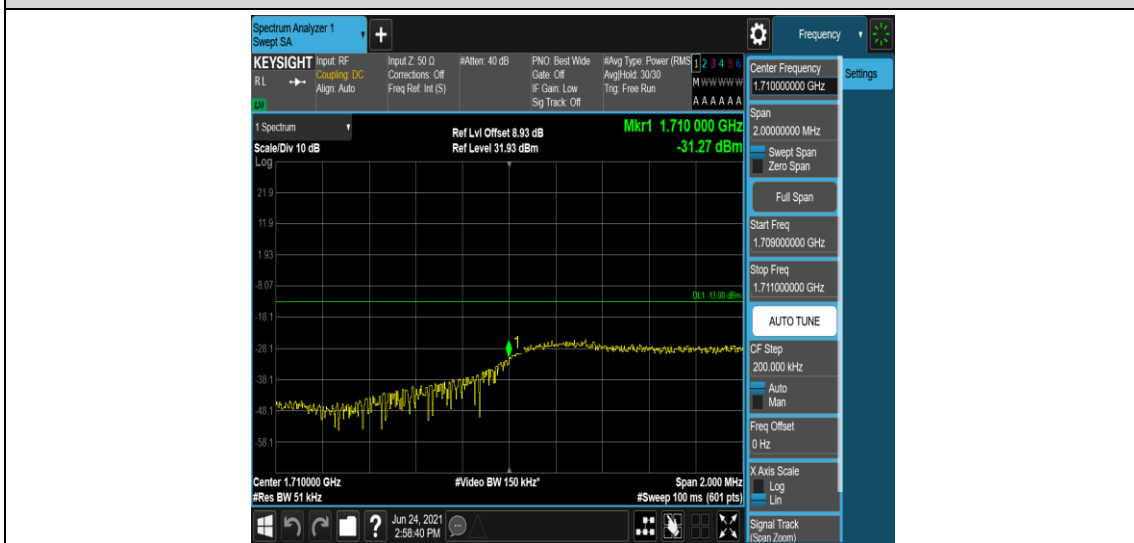 Spectrum Analyzer 1
Swept SA
+
Frequency
KEYSIGHT
RL
LXI
Input: RF
Coupling: DC
Align: Auto
Input Z: 50 Ω
Corrections: Off
Freq Ref: Int (S)
#Atten: 40 dB
PNO: Best Wide
Gate: Off
IF Gain: Low
Sig Track: Off
#Avg Type: Power (RMS
Avg|Hold: 30/30
Trig: Free Run
1 2 3 4 5 6
M W W W W W
A A A A A A
1 Spectrum
Scale/Div 10 dB
Log
Ref Lvl Offset 8.93 dB
Ref Level 31.93 dBm
Mkr1 1.710 000 GHz
-31.27 dBm
21.9
11.9
1.93
-8.07
DL1 -13.00 dBm
-18.1
-28.1
1
-38.1
-48.1
-58.1
Center 1.710000 GHz
#Res BW 51 kHz
#Video BW 150 kHz*
Span 2.000 MHz
#Sweep 100 ms (601 pts)
?
Jun 24, 2021
2:58:40 PM
Center Frequency
1.710000000 GHz
Settings
Span
2.00000000 MHz
Swept Span
Zero Span
Full Span
Start Freq
1.709000000 GHz
Stop Freq
1.711000000 GHz
AUTO TUNE
CF Step
200.000 kHz
Auto
Man
Freq Offset
0 Hz
X Axis Scale
Log
Lin
Signal Track
(Span Zoom)